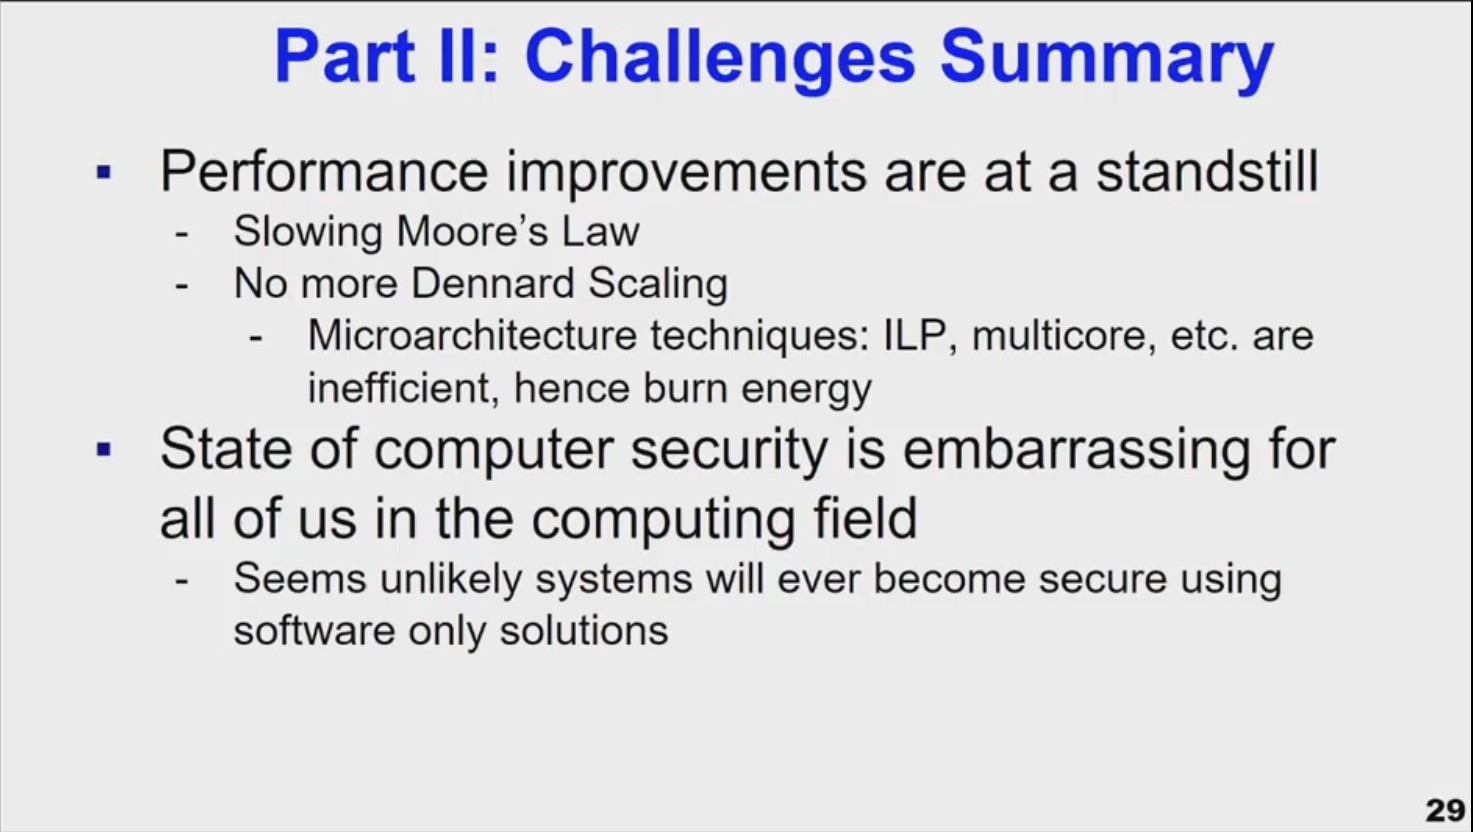 Part II: Challenges Summary
▪ Performance improvements are at a standstill
- Slowing Moore’s Law
- No more Dennard Scaling
- Microarchitecture techniques: ILP, multicore, etc. are
inefficient, hence burn energy
▪ State of computer security is embarrassing for
all of us in the computing field
- Seems unlikely systems will ever become secure using
software only solutions
29